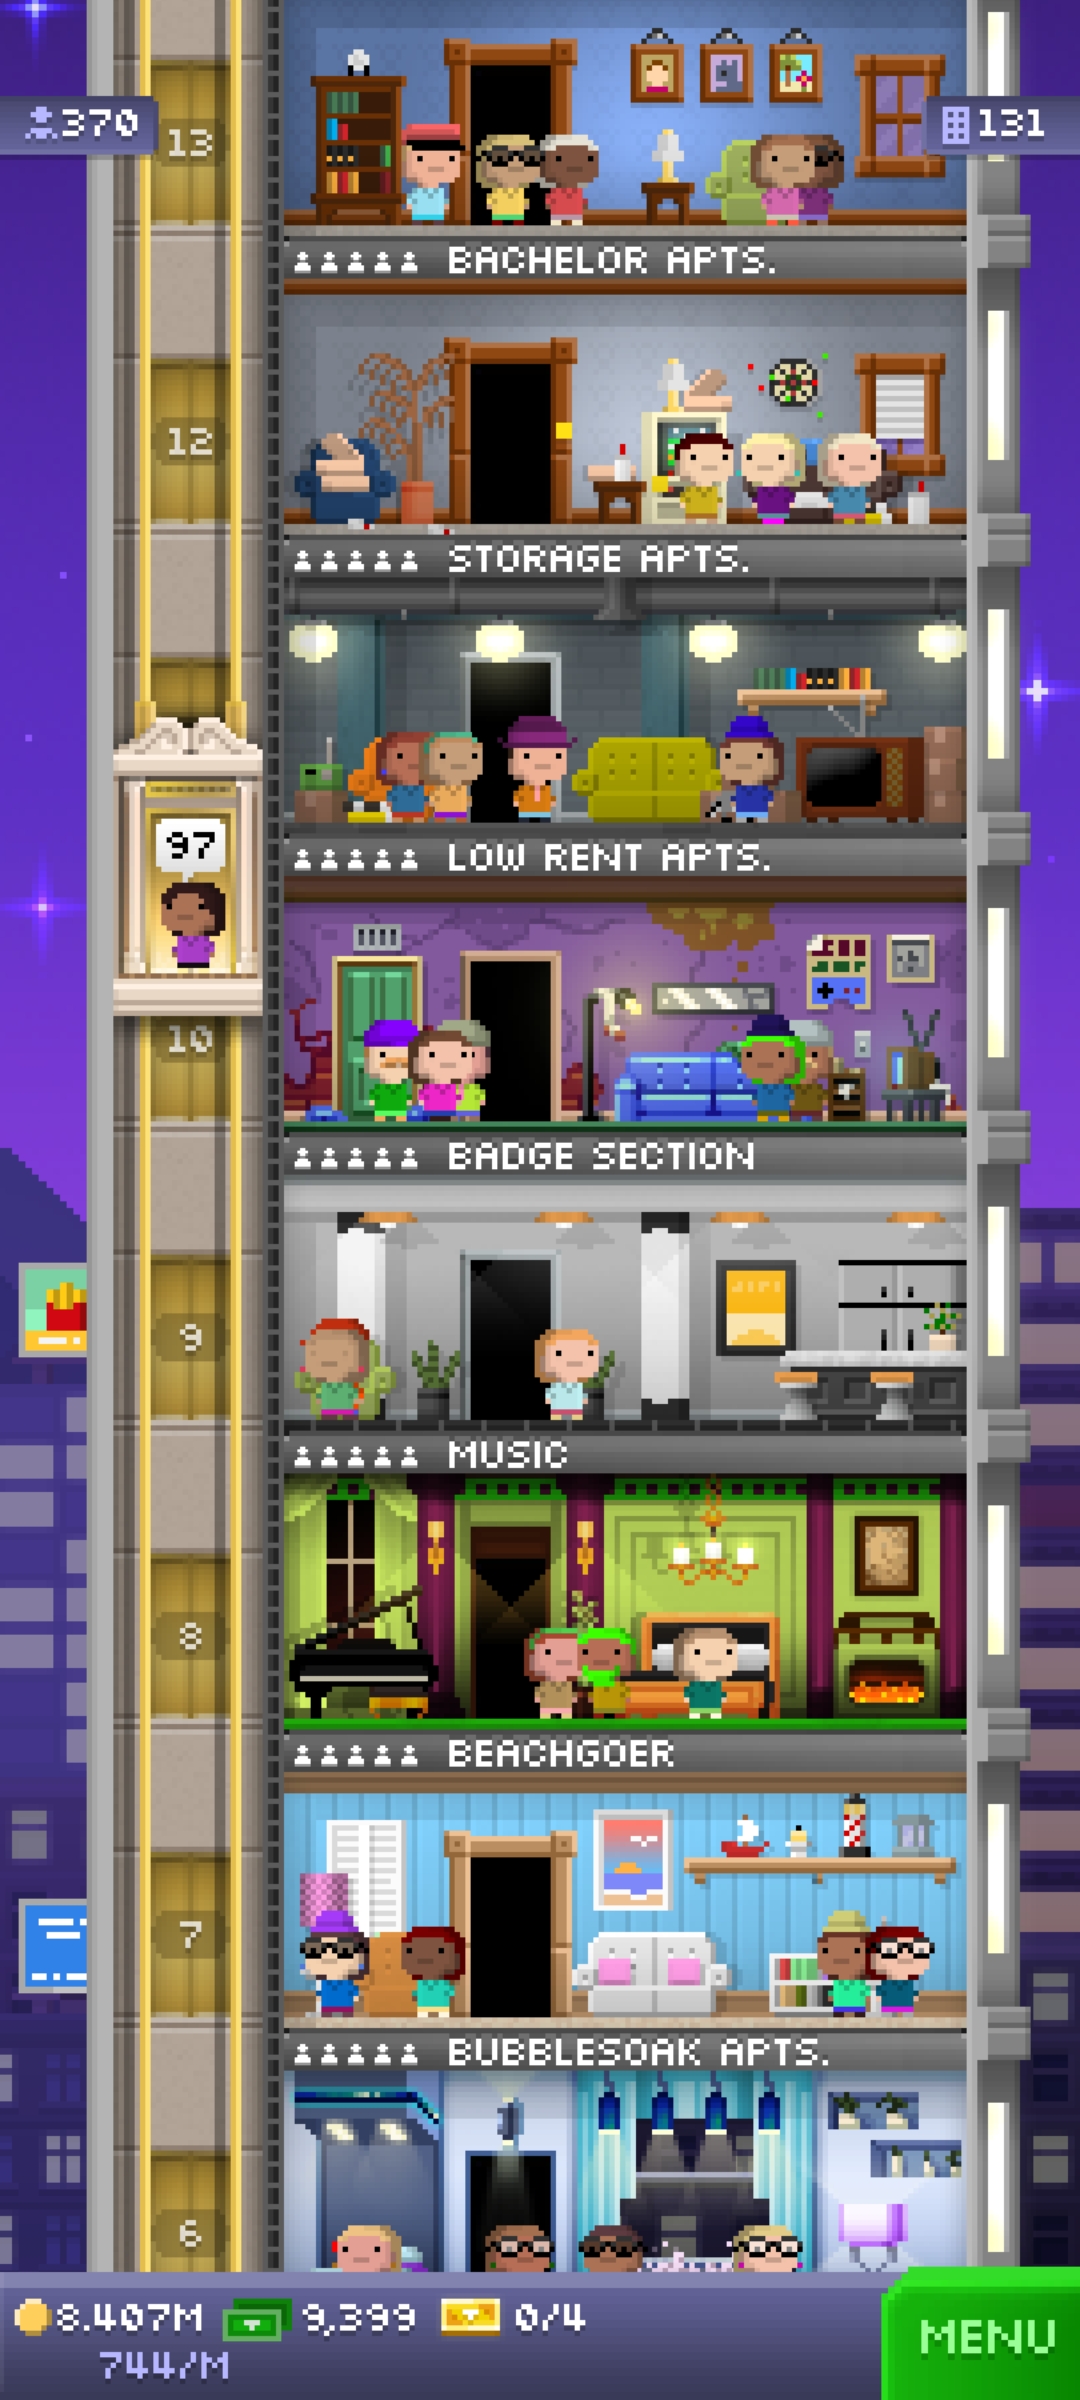 370
13
131
BACHELOR APTS.
12
STORAGE APTS.
97
LOW RENT APTS.
10
BADGE SECTION
9
MUSIC
8
BEACHGOER
7
BUBBLESOAK APTS.
6
8.407M 9,399 0/4
744/M
MENU